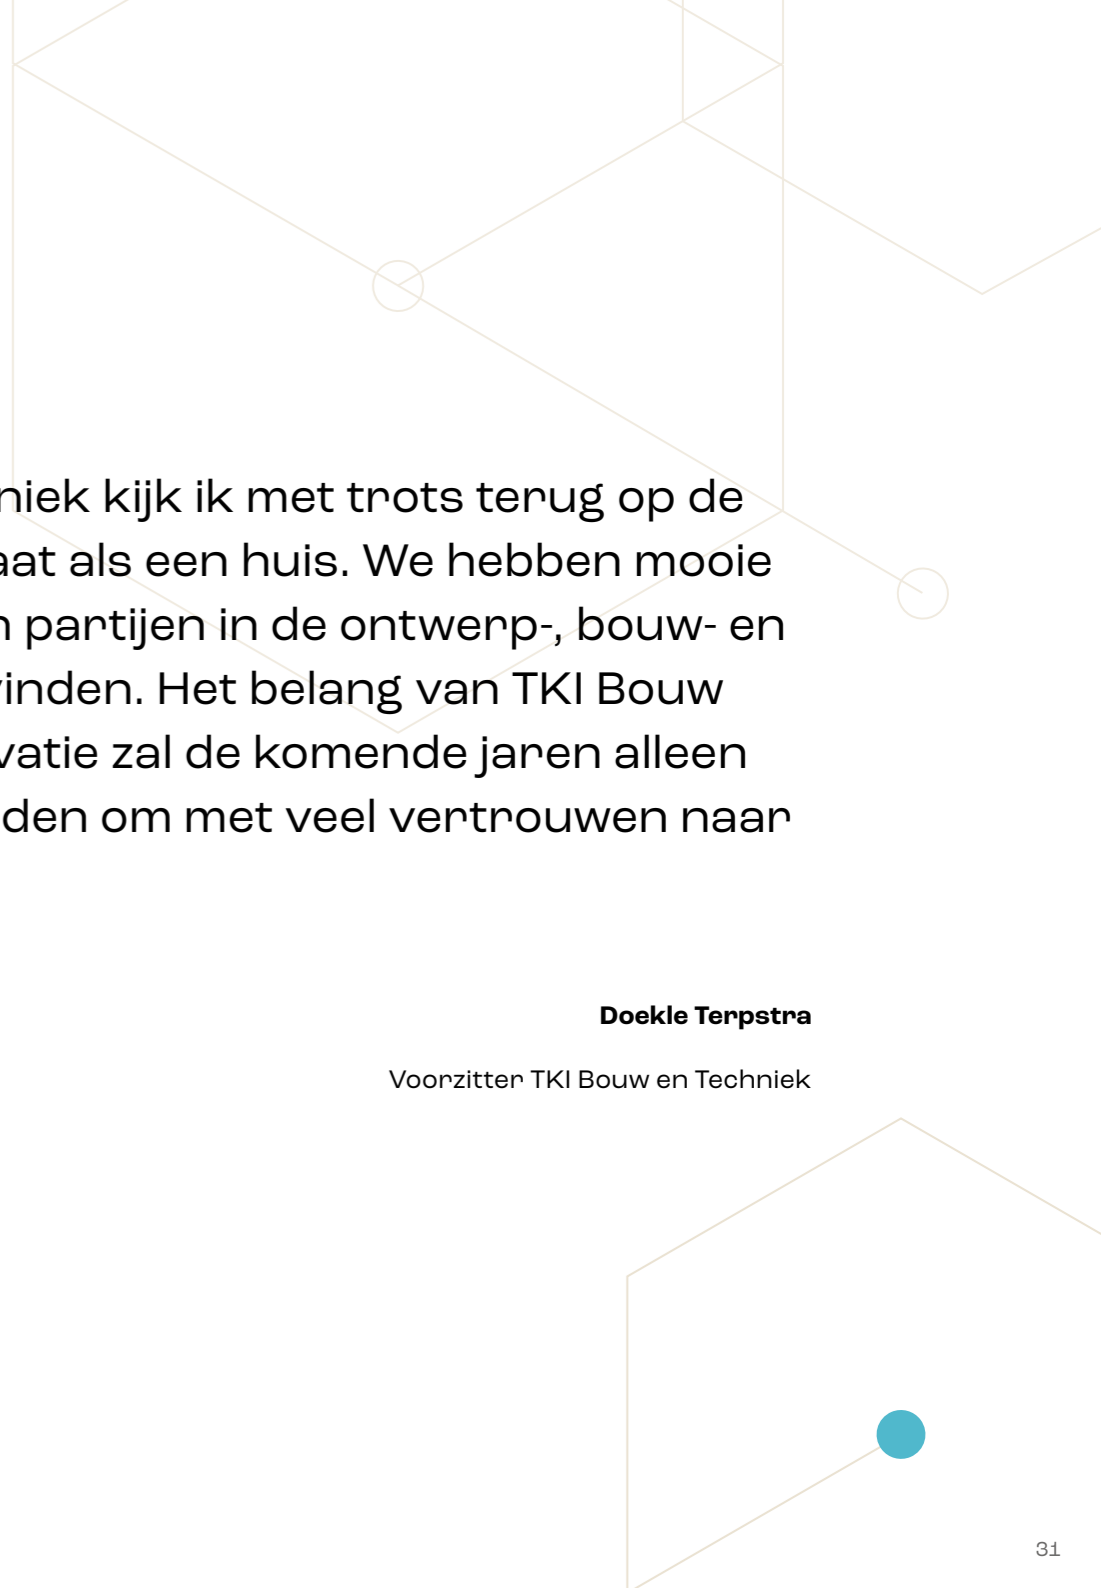 niek kijk ik met trots terug op de
aat als een huis. We hebben mooie
n partijen in de ontwerp-, bouw- en
vinden. Het belang van TKI Bouw
vatie zal de komende jaren alleen
den om met veel vertrouwen naar
Doekle Terpstra
Voorzitter TKI Bouw en Techniek
31